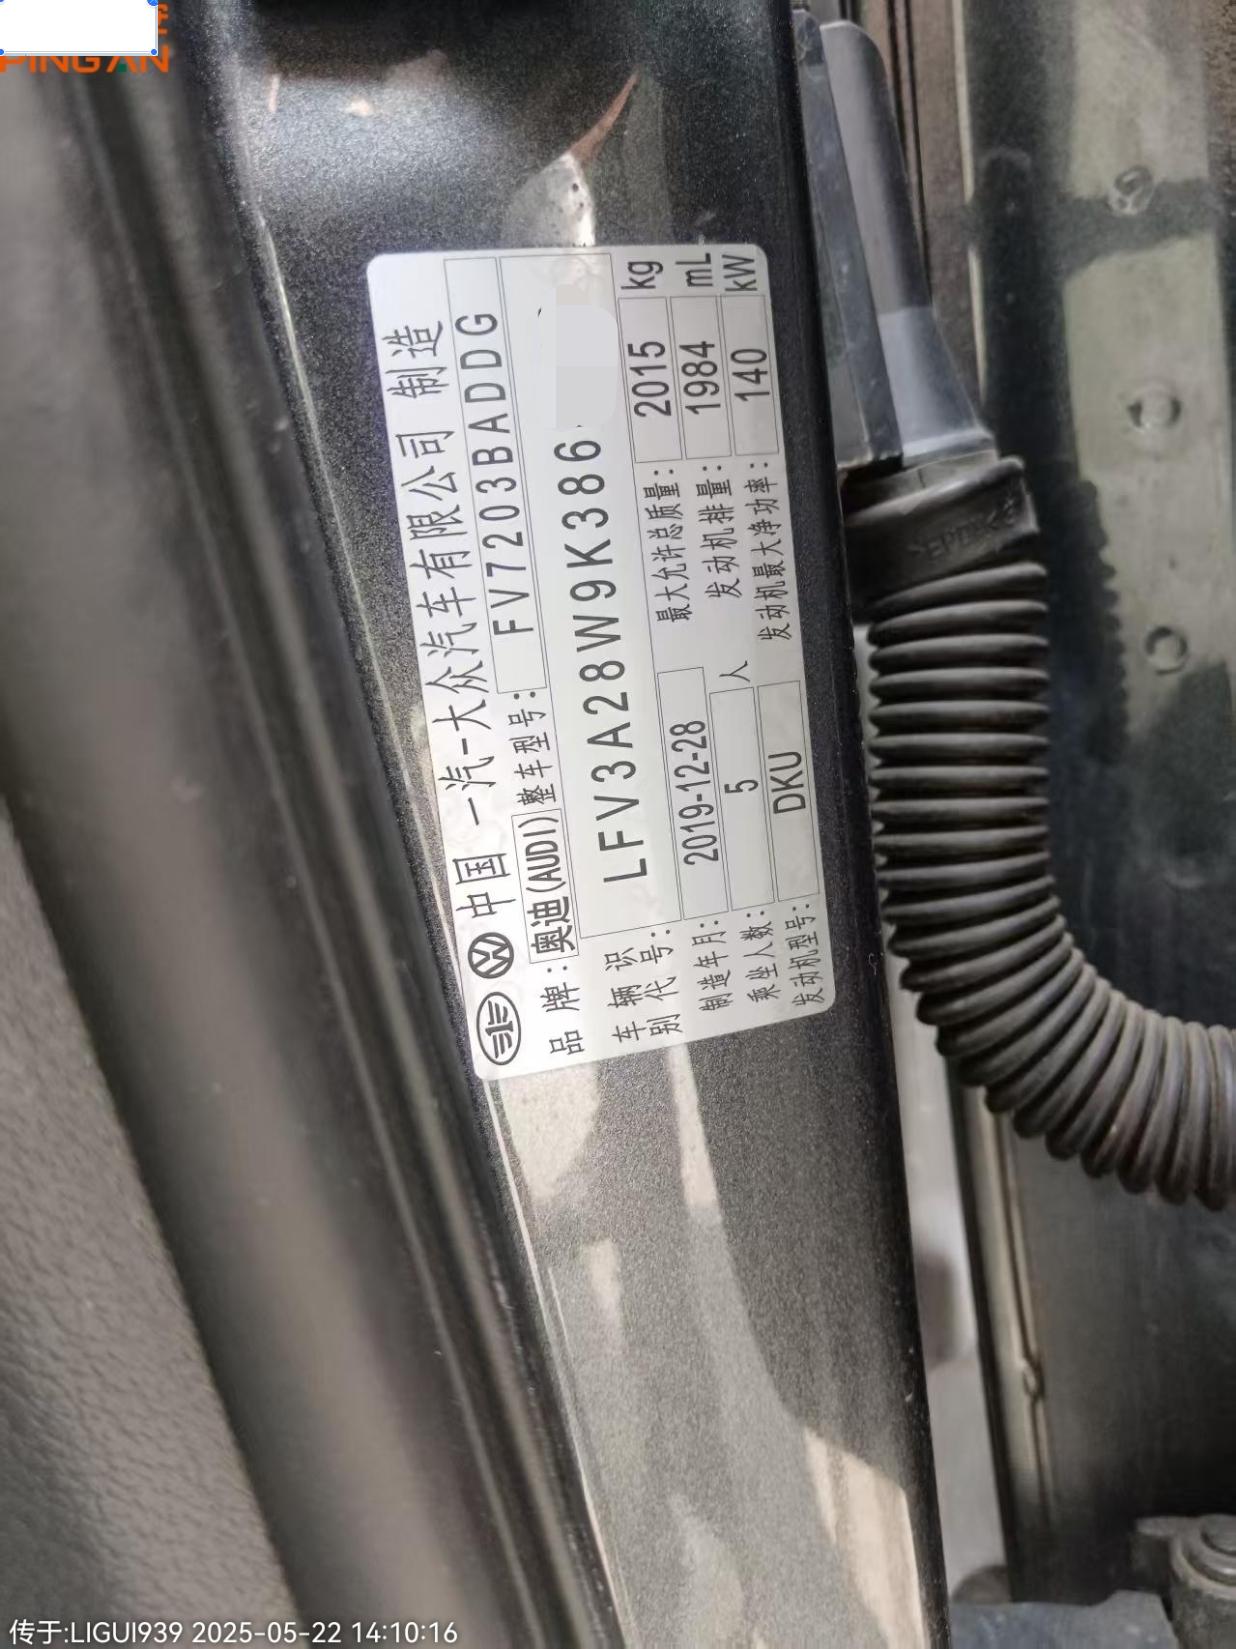 PING AN
中国 一汽-大众汽车有限公司 制造
品牌:奥迪(AUDI) 整车型号: FV7203BADDG
车辆识别代号: LFV3A28W9K386
制造年月: 2019-12-28 最大允许总质量: 2015 kg
乘坐人数: 5 人 发动机排量: 1984 mL
发动机型号: DKU 发动机最大净功率: 140 kW
传于:LIGUI939 2025-05-22 14:10:16